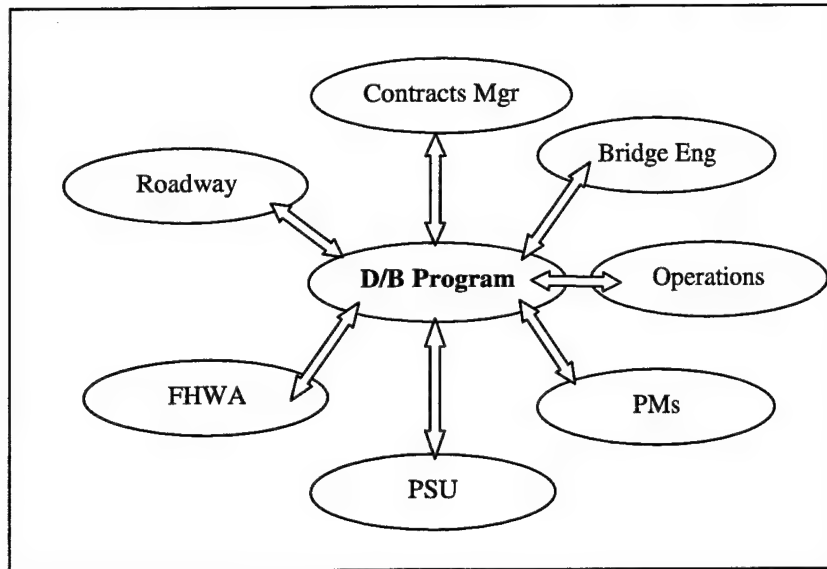 Contracts Mgr
Bridge Eng
Roadway
D/B Program
Operations
FHWA
PMs
PSU